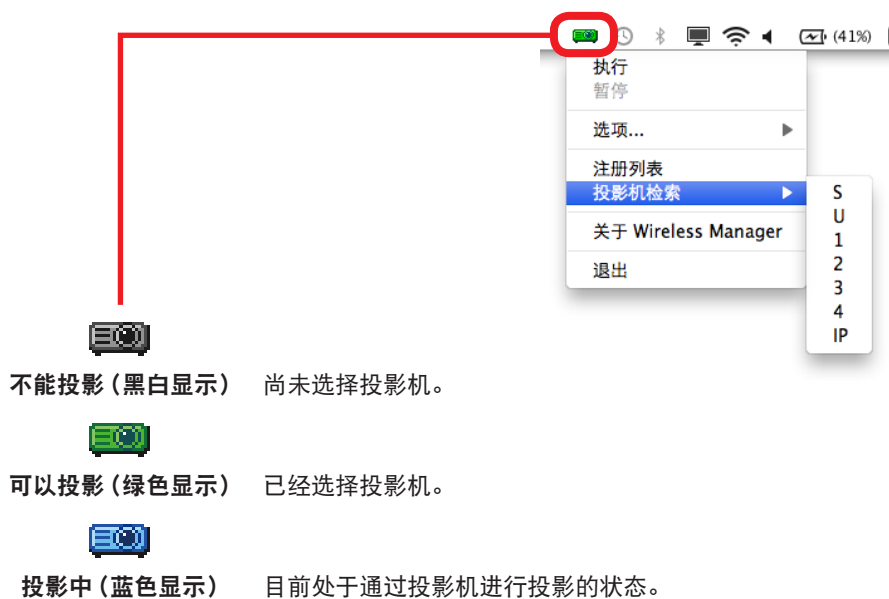 (41%)
执行
暂停
选项...
注册列表
投影机检索
关于 Wireless Manager
退出
S
U
1
2
3
4
IP
不能投影（黑白显示） 尚未选择投影机。
可以投影（绿色显示） 已经选择投影机。
投影中（蓝色显示） 目前处于通过投影机进行投影的状态。